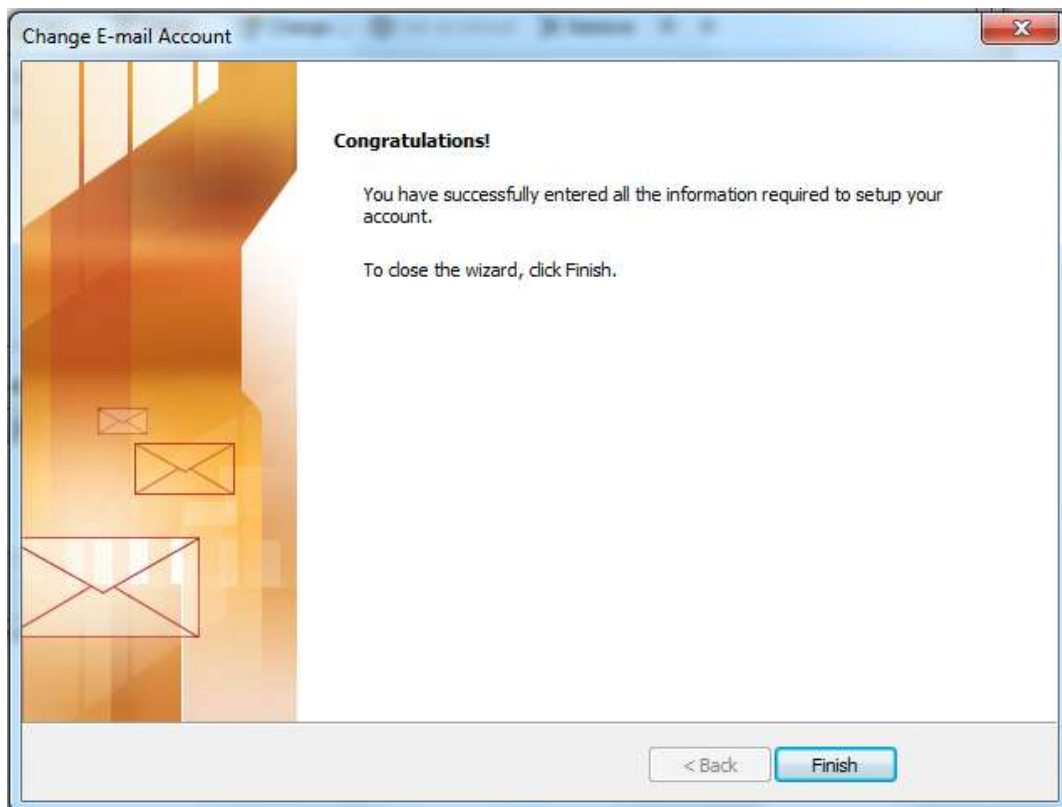 Change E-mail Account
Congratulations!
You have successfully entered all the information required to setup your
account.
To close the wizard, click Finish.
< Back
Finish